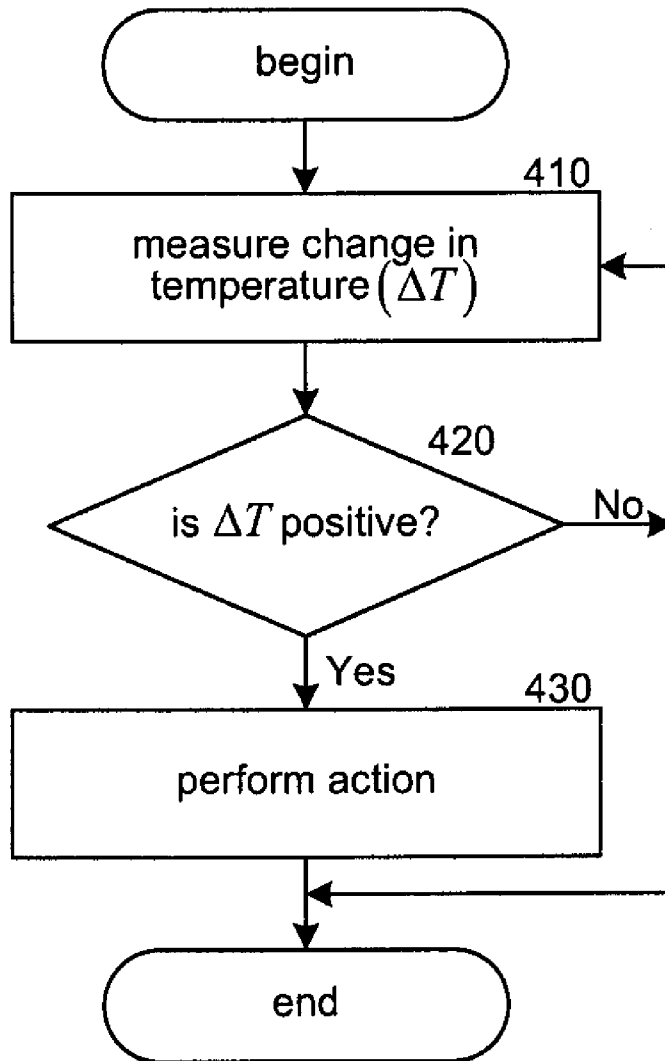 begin
410
measure change in
temperature (ΔT)
420
is ΔT positive?
No
Yes
430
perform action
end